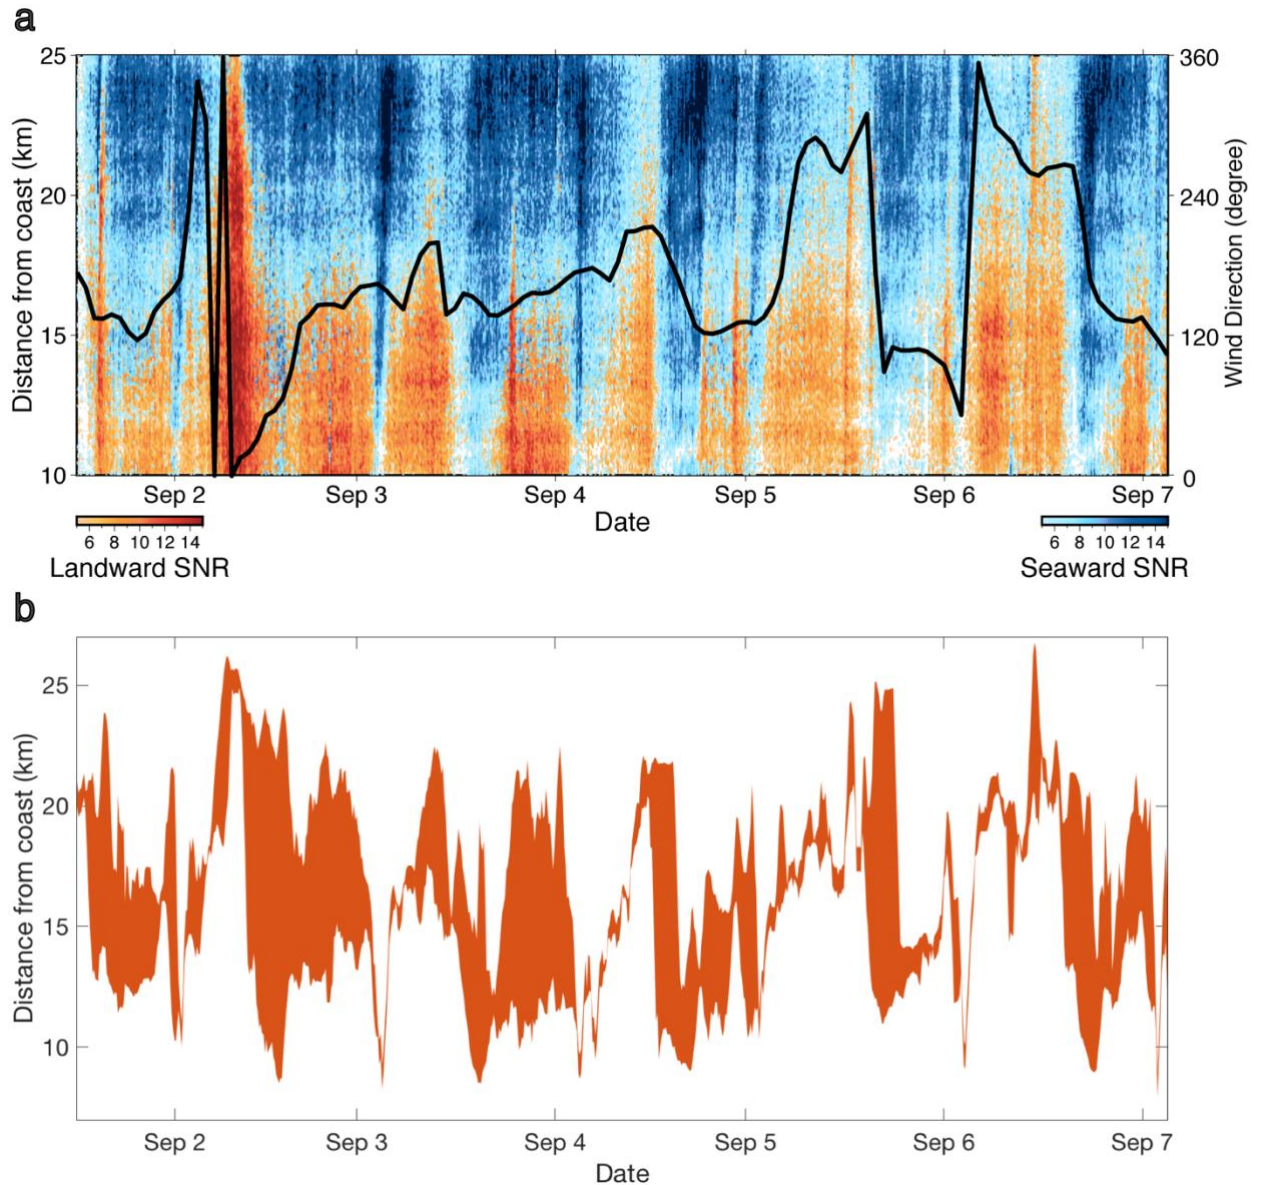 a
25
20
15
10
Distance from coast (km)
360
240
120
0
Wind Direction (degree)
Sep 2 Sep 3 Sep 4 Sep 5 Sep 6 Sep 7
Date
6 8 10 12 14
Landward SNR
6 8 10 12 14
Seaward SNR
b
25
20
15
10
Distance from coast (km)
Sep 2 Sep 3 Sep 4 Sep 5 Sep 6 Sep 7
Date